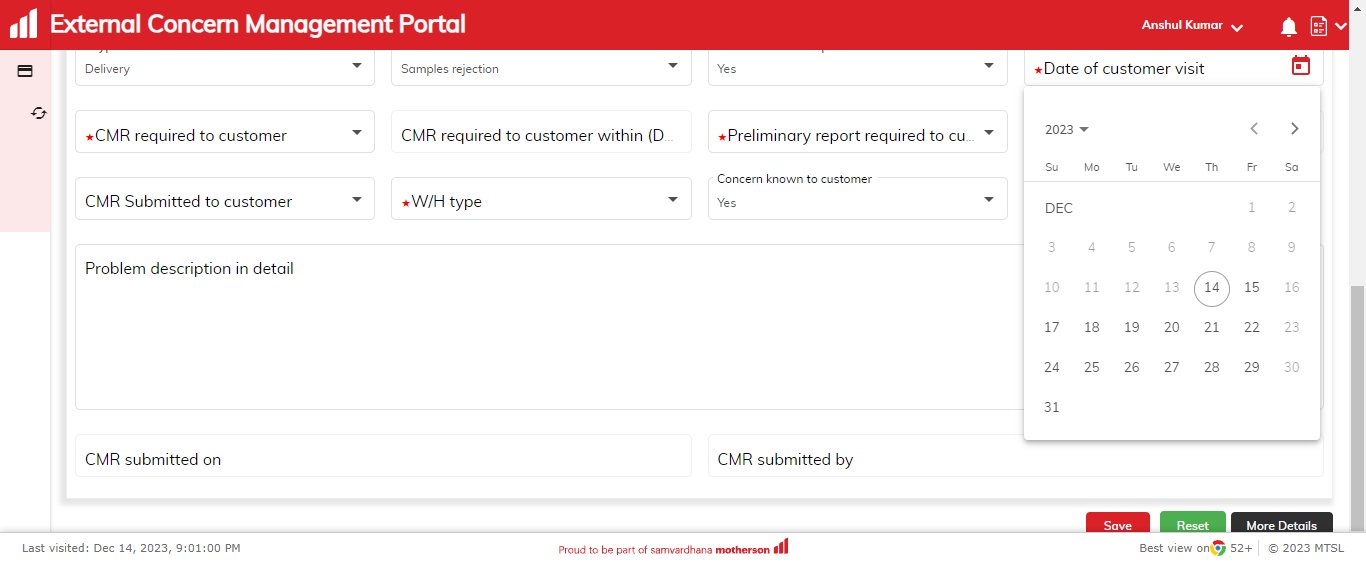 External Concern Management Portal
Anshul Kumar
Delivery
Samples rejection
Yes
★Date of customer visit
★CMR required to customer
CMR required to customer within (D...
★Preliminary report required to cu...
CMR Submitted to customer
★W/H type
Concern known to customer
Yes
2023
Su Mo Tu We Th Fr Sa
DEC 1 2
3 4 5 6 7 8 9
10 11 12 13 14 15 16
17 18 19 20 21 22 23
24 25 26 27 28 29 30
31
Problem description in detail
CMR submitted on
CMR submitted by
Save
Reset
More Details
Last visited: Dec 14, 2023, 9:01:00 PM
Proud to be part of samvardhana motherson
Best view on 52+
© 2023 MTSL